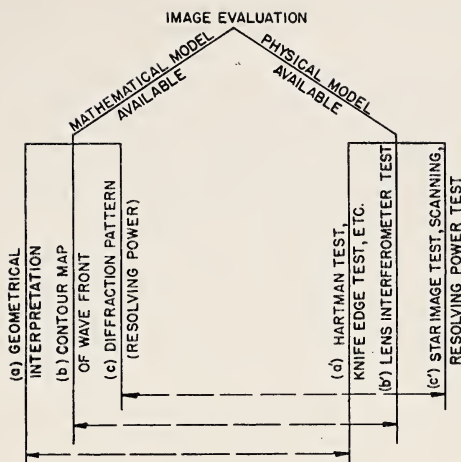 IMAGE EVALUATION
MATHEMATICAL MODEL
AVAILABLE
PHYSICAL MODEL
AVAILABLE
(a) GEOMETRICAL
INTERPRETATION
(b) CONTOUR MAP
OF WAVE FRONT
(c) DIFFRACTION PATTERN
(RESOLVING POWER)
(a') HARTMAN TEST,
KNIFE EDGE TEST, ETC.
(b') LENS INTERFEROMETER TEST
(c') STAR IMAGE TEST, SCANNING,
RESOLVING POWER TEST